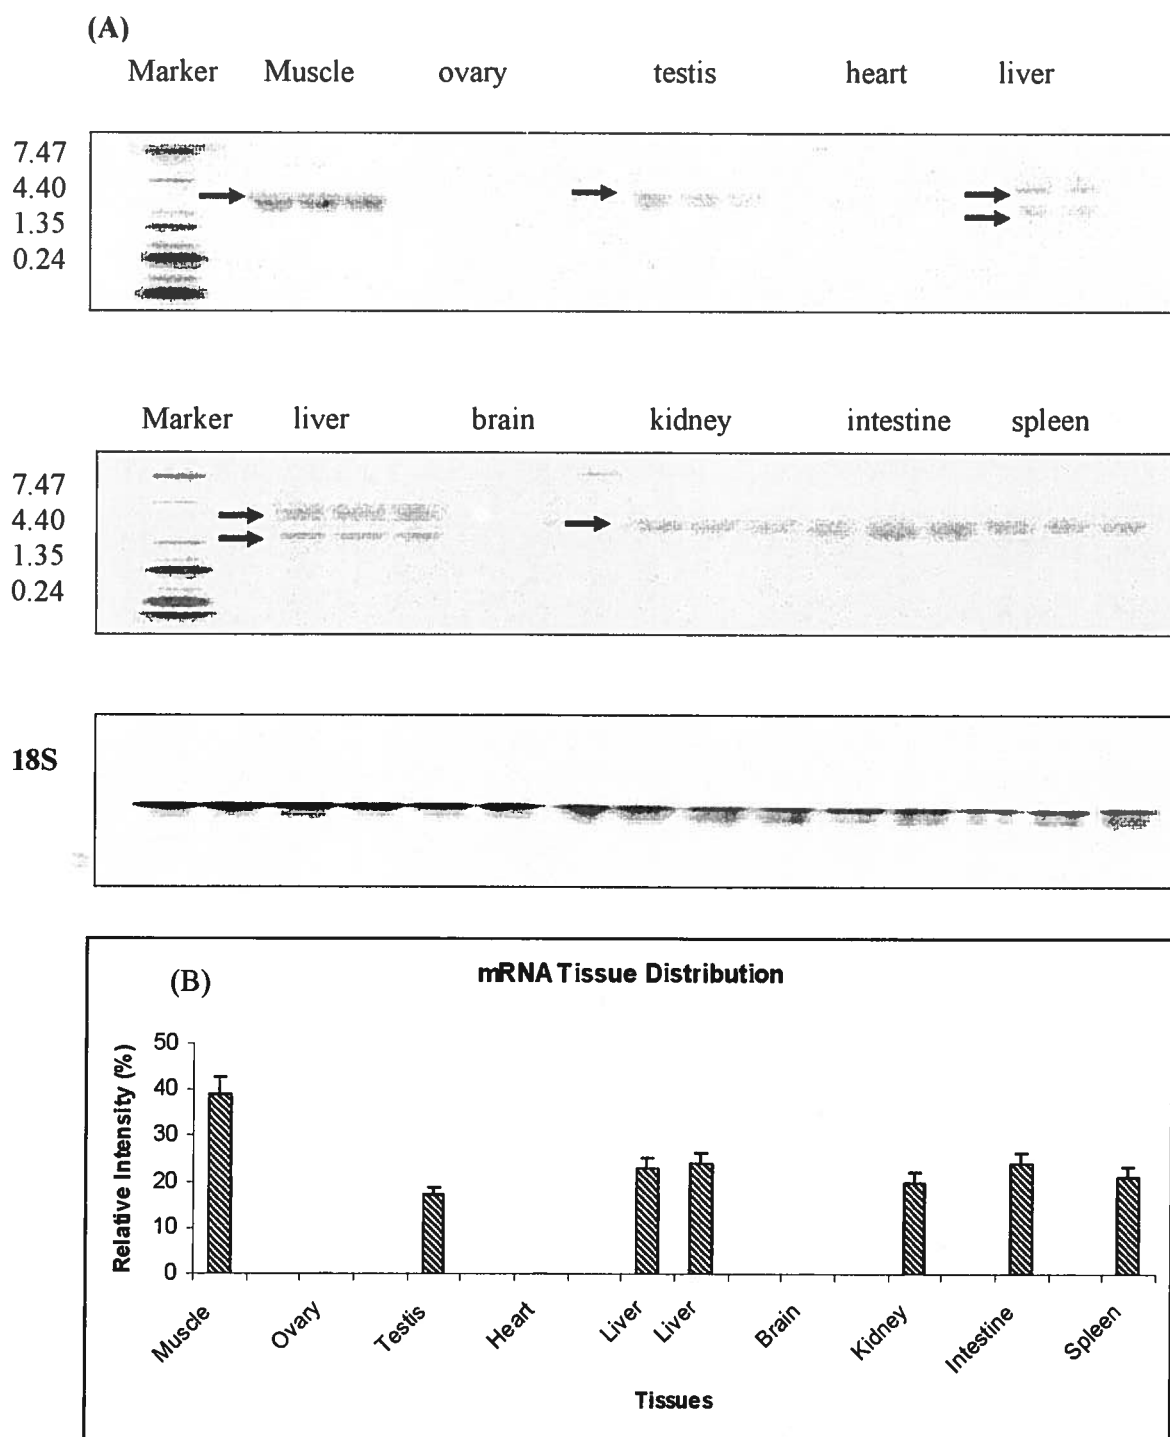 (A)
Marker Muscle ovary testis heart liver
7.47
4.40
1.35
0.24
Marker liver brain kidney intestine spleen
7.47
4.40
1.35
0.24
18S
(B)
mRNA Tissue Distribution
Relative Intensity (%)
50
40
30
20
10
0
Muscle Ovary Testis Heart Liver Liver Brain Kidney Intestine Spleen
Tissues